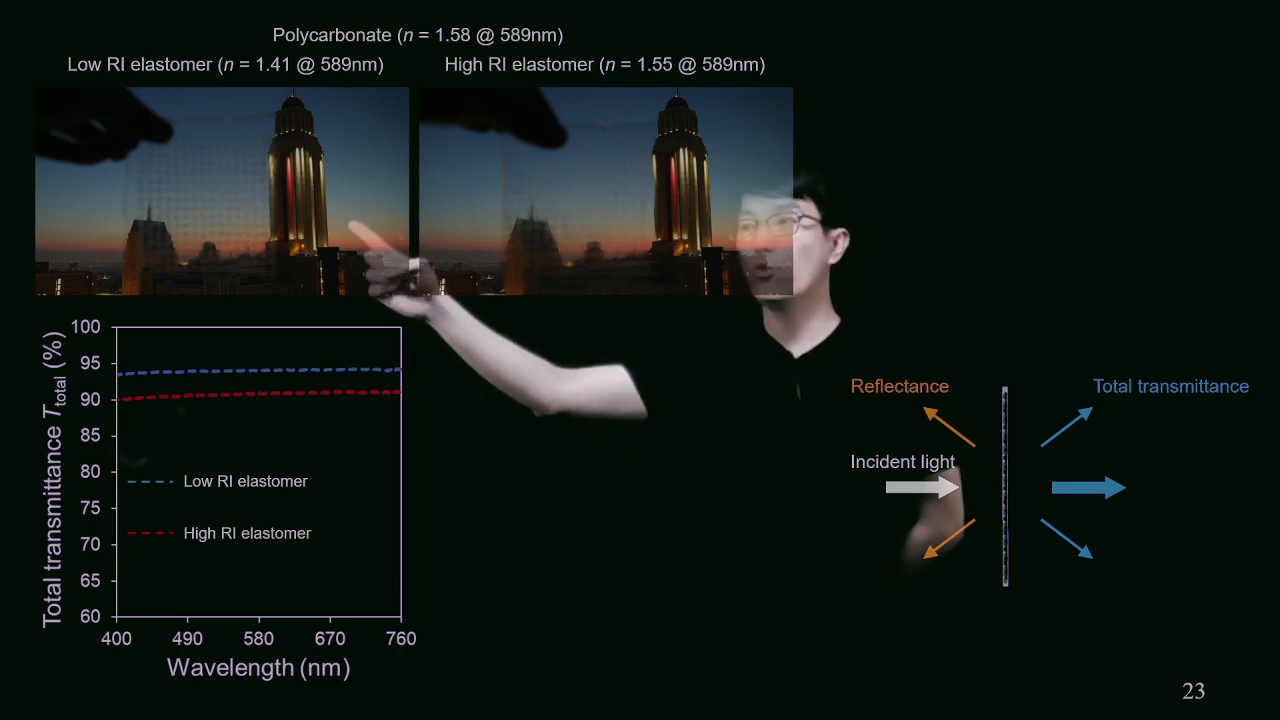 Polycarbonate (n = 1.58 @ 589nm)
Low RI elastomer (n = 1.41 @ 589nm)
High RI elastomer (n = 1.55 @ 589nm)
Total transmittance Ttotal (%)
100
95
90
85
80
75
70
65
60
Low RI elastomer
High RI elastomer
400 490 580 670 760
Wavelength (nm)
Reflectance
Total transmittance
Incident light
23